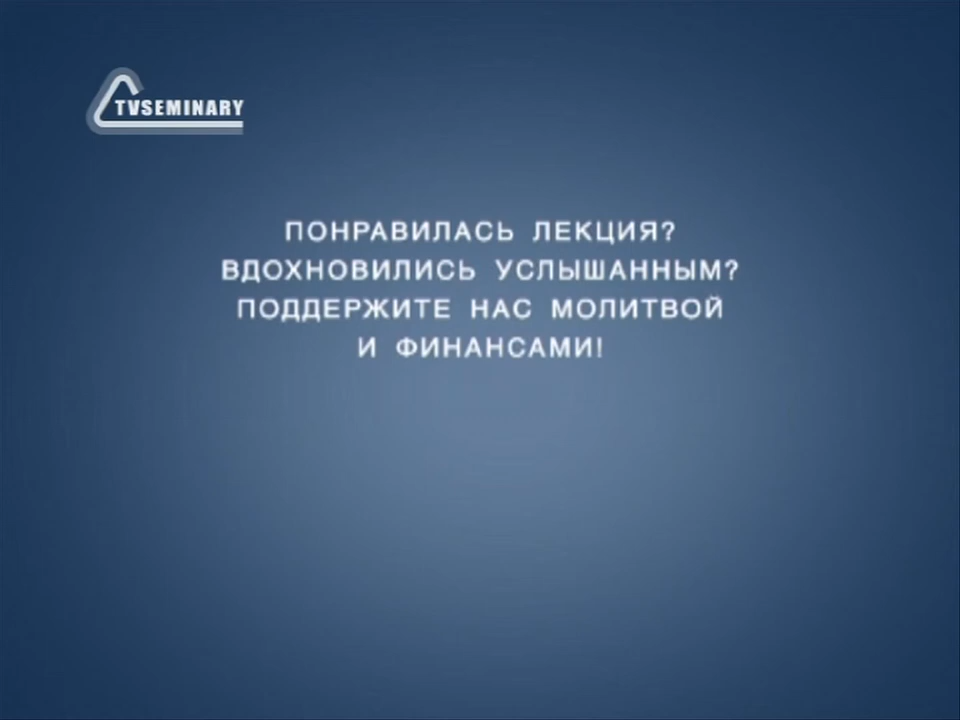 TVSEMINARY
ПОНРАВИЛАСЬ ЛЕКЦИЯ?
ВДОХНОВИЛИСЬ УСЛЫШАННЫМ?
ПОДДЕРЖИТЕ НАС МОЛИТВОЙ
И ФИНАНСАМИ!